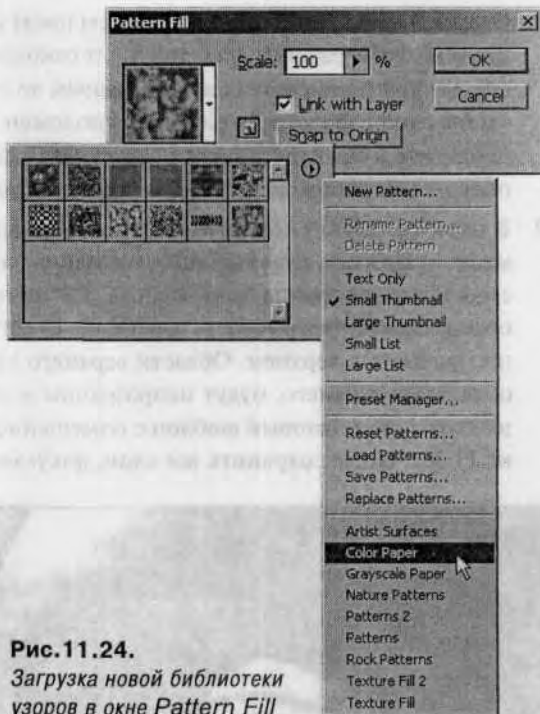 Pattern Fill
Scale: 100 %
OK
Link with Layer
Cancel
Snap to Origin
New Pattern...
Rename Pattern...
Delete Pattern
Text Only
Small Thumbnail
Large Thumbnail
Small List
Large List
Preset Manager...
Reset Patterns...
Load Patterns...
Save Patterns...
Replace Patterns...
Artist Surfaces
Color Paper
Grayscale Paper
Nature Patterns
Patterns 2
Patterns
Rock Patterns
Texture Fill 2
Texture Fill
Рис.11.24.
Загрузка новой библиотеки
узоров в окне Pattern Fill